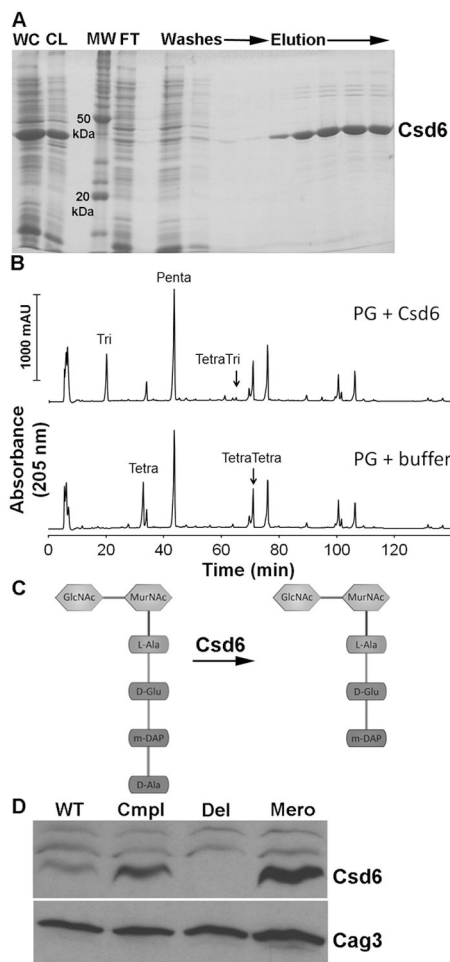 A
WC CL MW FT Washes Elution
50
kDa
20
kDa
Csd6
B
1000 mAU
Absorbance
(205 nm)
Tri
Penta
TetraTri
PG + Csd6
Tetra
TetraTetra
PG + buffer
0 20 40 60 80 100 120
Time (min)
C
GlcNAc MurNAc
L-Ala
D-Glu
m-DAP
D-Ala
Csd6
GlcNAc MurNAc
L-Ala
D-Glu
m-DAP
D
WT Cmpl Del Mero
Csd6
Cag3